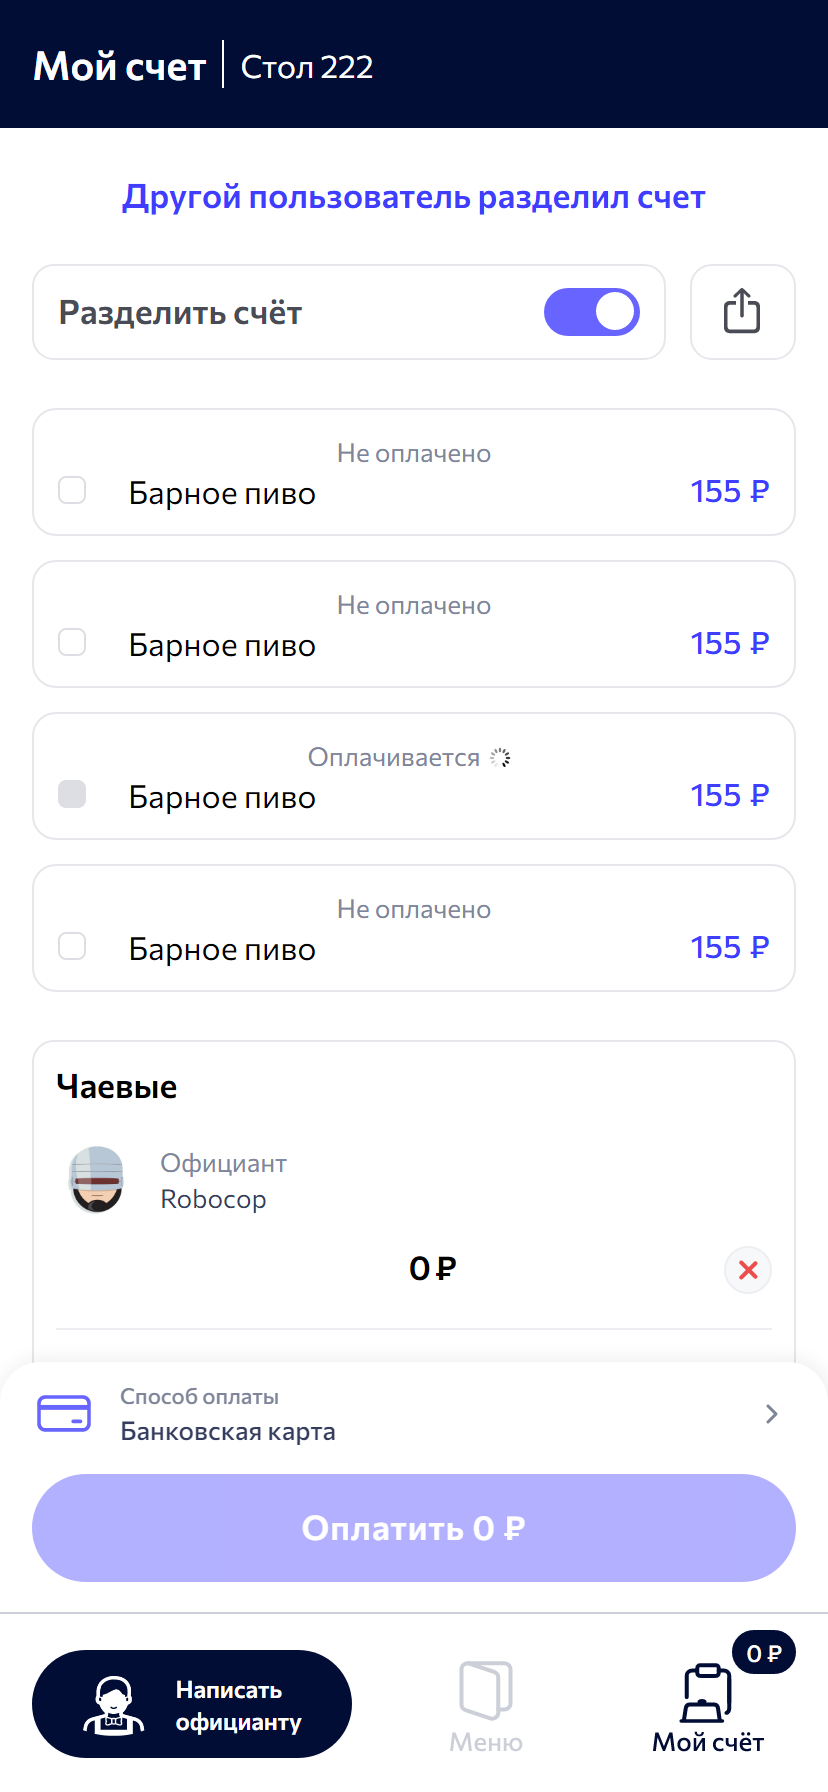 Мой счет
Стол 222
Другой пользователь разделил счет
Разделить счёт
Не оплачено
Барное пиво
155 ₽
Не оплачено
Барное пиво
155 ₽
Оплачивается
Барное пиво
155 ₽
Не оплачено
Барное пиво
155 ₽
Чаевые
Официант
Robocop
0 ₽
Способ оплаты
Банковская карта
Оплатить 0 ₽
Написать
официанту
Меню
0 ₽
Мой счёт